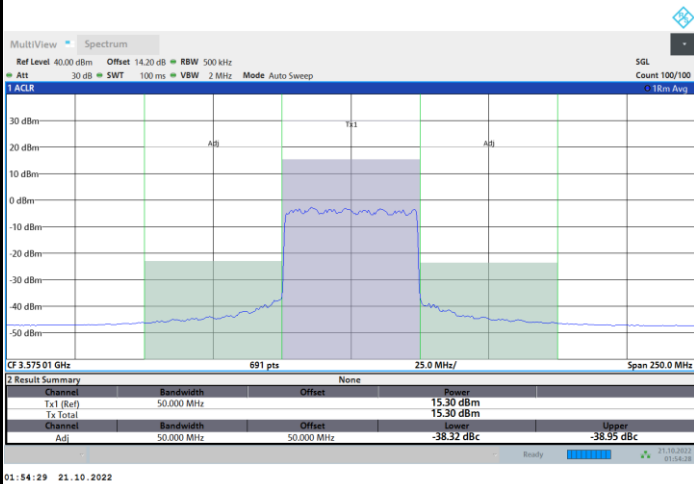 MultiView Spectrum
Ref Level 40.00 dBm Offset 14.20 dB RBW 500 kHz SGL
Att 30 dB SWT 100 ms VBW 2 MHz Mode Auto Sweep Count 100/100
1 ACLR 1Rm Avg
30 dBm
Tx1
20 dBm Adj Adj
10 dBm
0 dBm
-10 dBm
-20 dBm
-30 dBm
-40 dBm
-50 dBm
CF 3.575 01 GHz 691 pts 25.0 MHz/ Span 250.0 MHz
2 Result Summary None
Channel Bandwidth Offset Power
Tx1 (Ref) 50.000 MHz 15.30 dBm
Tx Total 15.30 dBm
Channel Bandwidth Offset Lower Upper
Adj 50.000 MHz 50.000 MHz -38.32 dBc -38.95 dBc
Ready 21.10.2022
01:54:28
01:54:29 21.10.2022